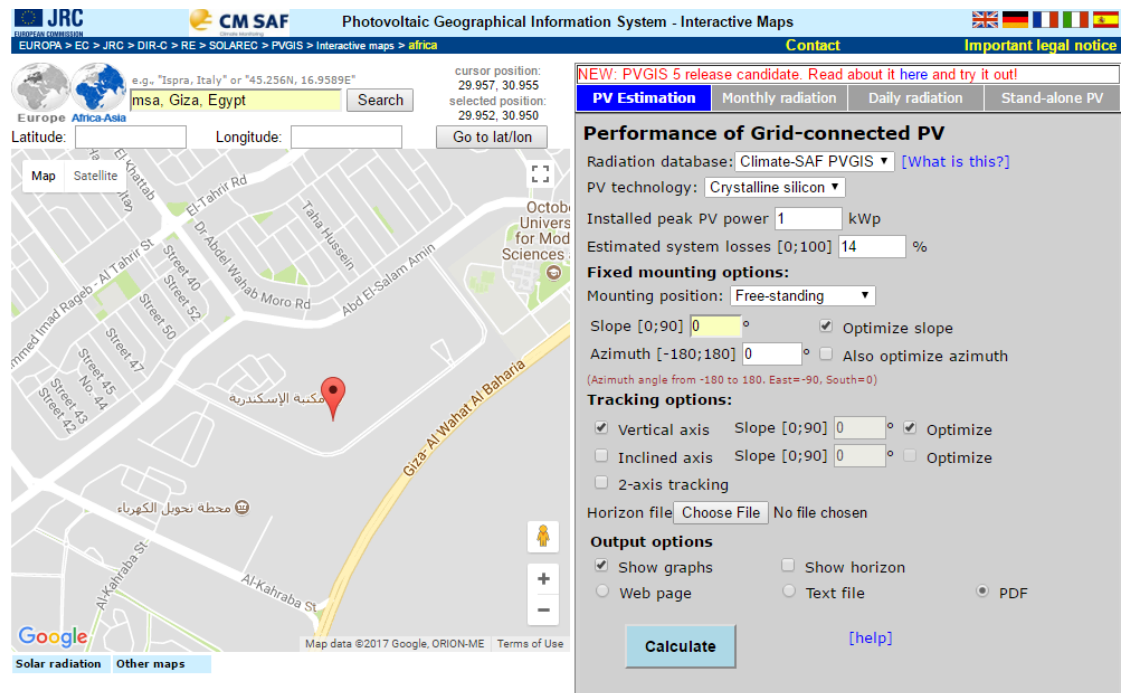 JRC
EUROPEAN COMMISSION
CM SAF
Climate Monitoring
Photovoltaic Geographical Information System - Interactive Maps
EUROPA > EC > JRC > DIR-C > RE > SOLAREC > PVGIS > Interactive maps > africa
Contact
Important legal notice
Europe
Africa-Asia
e.g., "Ispra, Italy" or "45.256N, 16.9589E"
msa, Giza, Egypt
Search
cursor position:
29.957, 30.955
selected position:
29.952, 30.950
Latitude:
Longitude:
Go to lat/lon
Map
Satellite
El-Tahrir Rd
Dr Abdel Wahab Moro Rd
Taha Hussein
Abd El-Salam Amin
Octob
Univers
for Mod
Sciences
Street 40
Street 52
Street 50
Street 47
Street 45
No. 44
Street 43
Street 42
mmed Imad Rageb - Al Tahrir St
مكتبة الإسكندرية
Giza- Al Wahat Al Baharia
محطة تحويل الكهرباء
Al-Kahraba St
Al-Kahraba St
Google
Map data ©2017 Google, ORION-ME
Terms of Use
Solar radiation
Other maps
NEW: PVGIS 5 release candidate. Read about it here and try it out!
PV Estimation
Monthly radiation
Daily radiation
Stand-alone PV
Performance of Grid-connected PV
Radiation database: Climate-SAF PVGIS [What is this?]
PV technology: Crystalline silicon
Installed peak PV power 1 kWp
Estimated system losses [0;100] 14 %
Fixed mounting options:
Mounting position: Free-standing
Slope [0;90] 0 ° Optimize slope
Azimuth [-180;180] 0 ° Also optimize azimuth
(Azimuth angle from -180 to 180. East=-90, South=0)
Tracking options:
Vertical axis Slope [0;90] 0 ° Optimize
Inclined axis Slope [0;90] 0 ° Optimize
2-axis tracking
Horizon file Choose File No file chosen
Output options
Show graphs Show horizon
Web page Text file PDF
Calculate
[help]